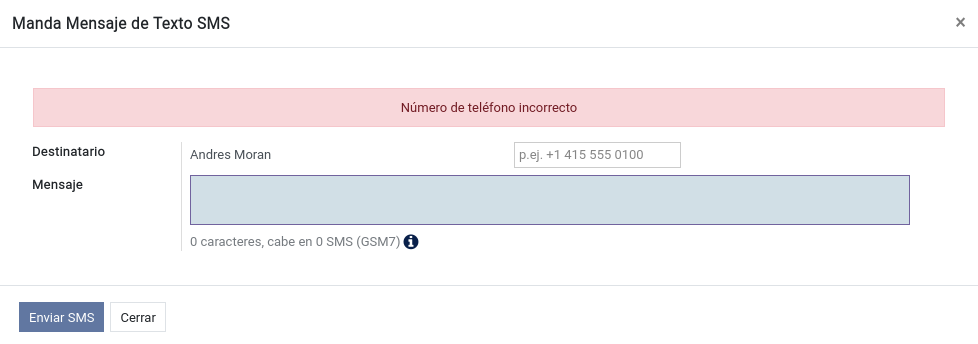 Manda Mensaje de Texto SMS
×
Número de teléfono incorrecto
Destinatario
Andres Moran
p.ej. +1 415 555 0100
Mensaje
0 caracteres, cabe en 0 SMS (GSM7)
Enviar SMS
Cerrar